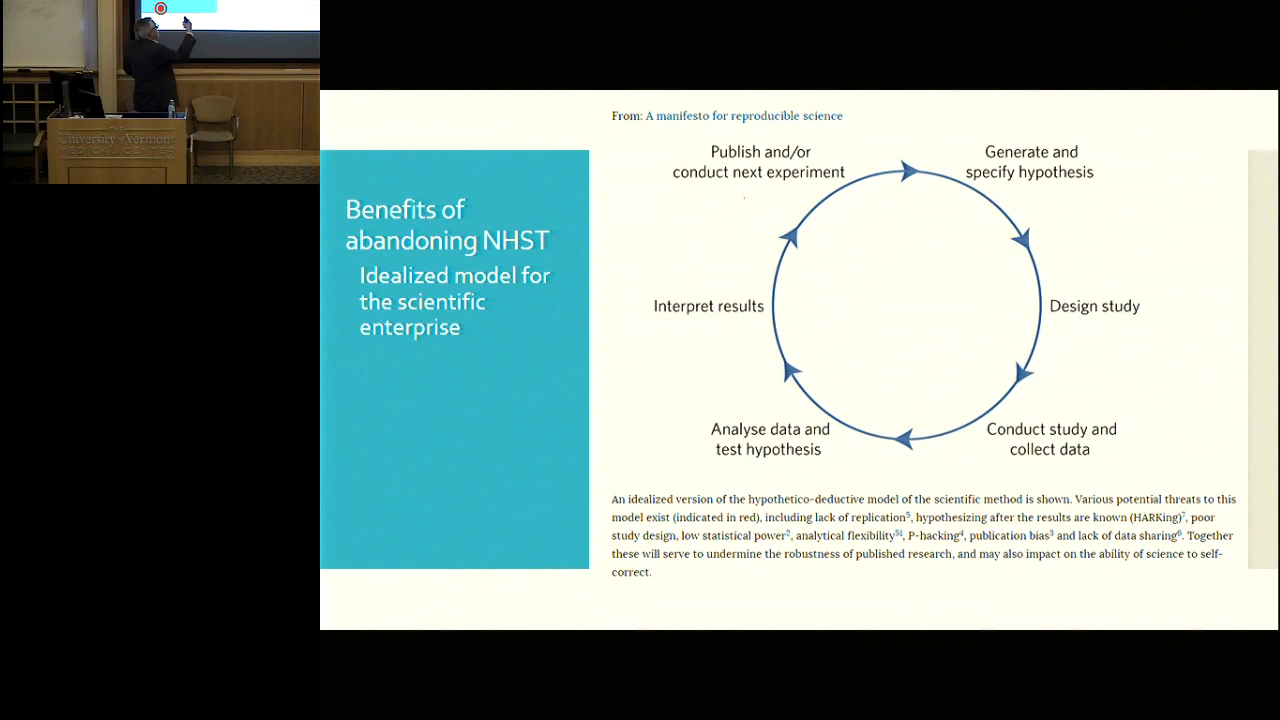 THE
University of Vermont
MEDICAL CENTER
Benefits of
abandoning NHST
Idealized model for
the scientific
enterprise
From: A manifesto for reproducible science
Publish and/or
conduct next experiment
Generate and
specify hypothesis
Interpret results
Design study
Analyse data and
test hypothesis
Conduct study and
collect data
An idealized version of the hypothetico-deductive model of the scientific method is shown. Various potential threats to this
model exist (indicated in red), including lack of replication5, hypothesizing after the results are known (HARKing)7, poor
study design, low statistical power2, analytical flexibility51, P-hacking4, publication bias3 and lack of data sharing6. Together
these will serve to undermine the robustness of published research, and may also impact on the ability of science to self-
correct.